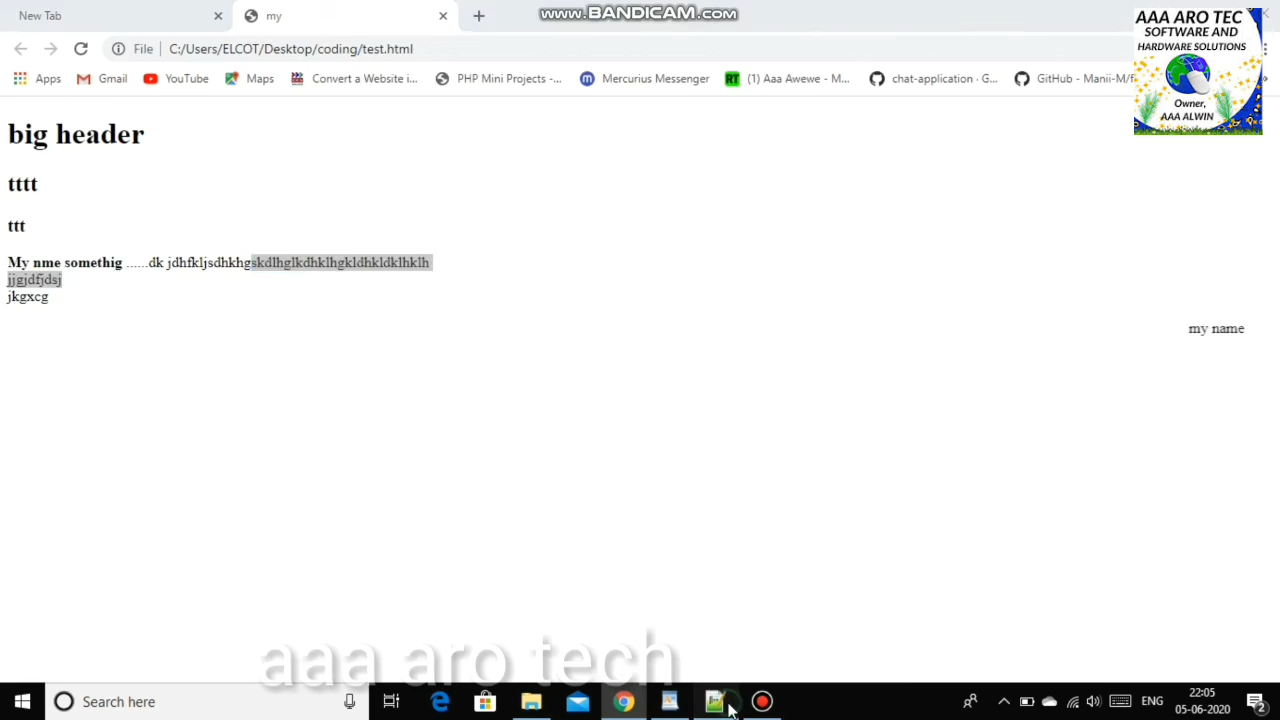 New Tab
my
www.BANDICAM.com
File
C:/Users/ELCOT/Desktop/coding/test.html
Apps
Gmail
YouTube
Maps
Convert a Website i...
PHP Mini Projects -...
Mercurius Messenger
RT
(1) Aaa Awewe - M...
chat-application · G...
GitHub - Manii-M/f
AAA ARO TEC
SOFTWARE AND
HARDWARE SOLUTIONS
Owner,
AAA ALWIN
big header
tttt
ttt
My nme somethig ......dk jdhfkljsdhkhgskdlhglkdhklhgkldhkldklhklh
jjgjdfjdsj
jkgxcg
my name
aaa aro tech
Search here
ENG
22:05
05-06-2020
2